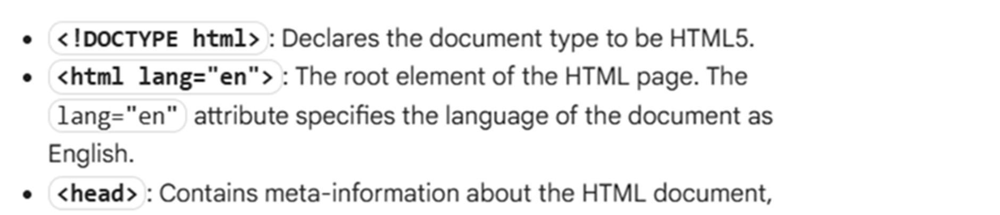 • <!DOCTYPE html>: Declares the document type to be HTML5.
• <html lang="en">: The root element of the HTML page. The
lang="en" attribute specifies the language of the document as
English.
• <head>: Contains meta-information about the HTML document,